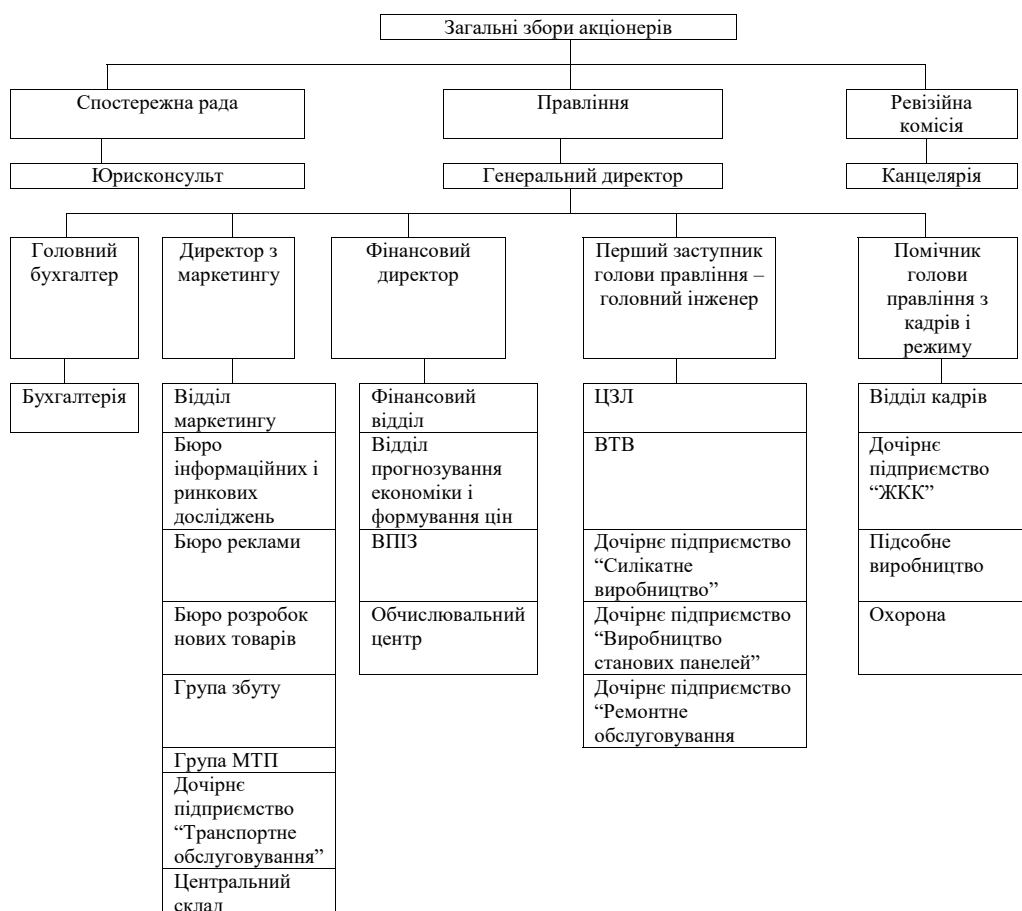 Загальні збори акціонерів
Спостережна рада
Правління
Ревізійна
комісія
Юрисконсульт
Генеральний директор
Канцелярія
Головний
бухгалтер
Директор з
маркетингу
Фінансовий
директор
Перший заступник
голови правління –
головний інженер
Помічник
голови
правління з
кадрів і
режиму
Бухгалтерія
Відділ
маркетингу
Бюро
інформаційних і
ринкових
досліджень
Бюро реклами
Бюро розробок
нових товарів
Група збуту
Група МТП
Дочірнє
підприємство
“Транспортне
обслуговування”
Центральний
склад
Фінансовий
відділ
Відділ
прогнозування
економіки і
формування цін
ВПІЗ
Обчислювальний
центр
ЦЗЛ
ВТВ
Дочірнє підприємство
“Силікатне
виробництво”
Дочірнє підприємство
“Виробництво
станових панелей”
Дочірнє підприємство
“Ремонтне
обслуговування
Відділ кадрів
Дочірнє
підприємство
“ЖКК”
Підсобне
виробництво
Охорона